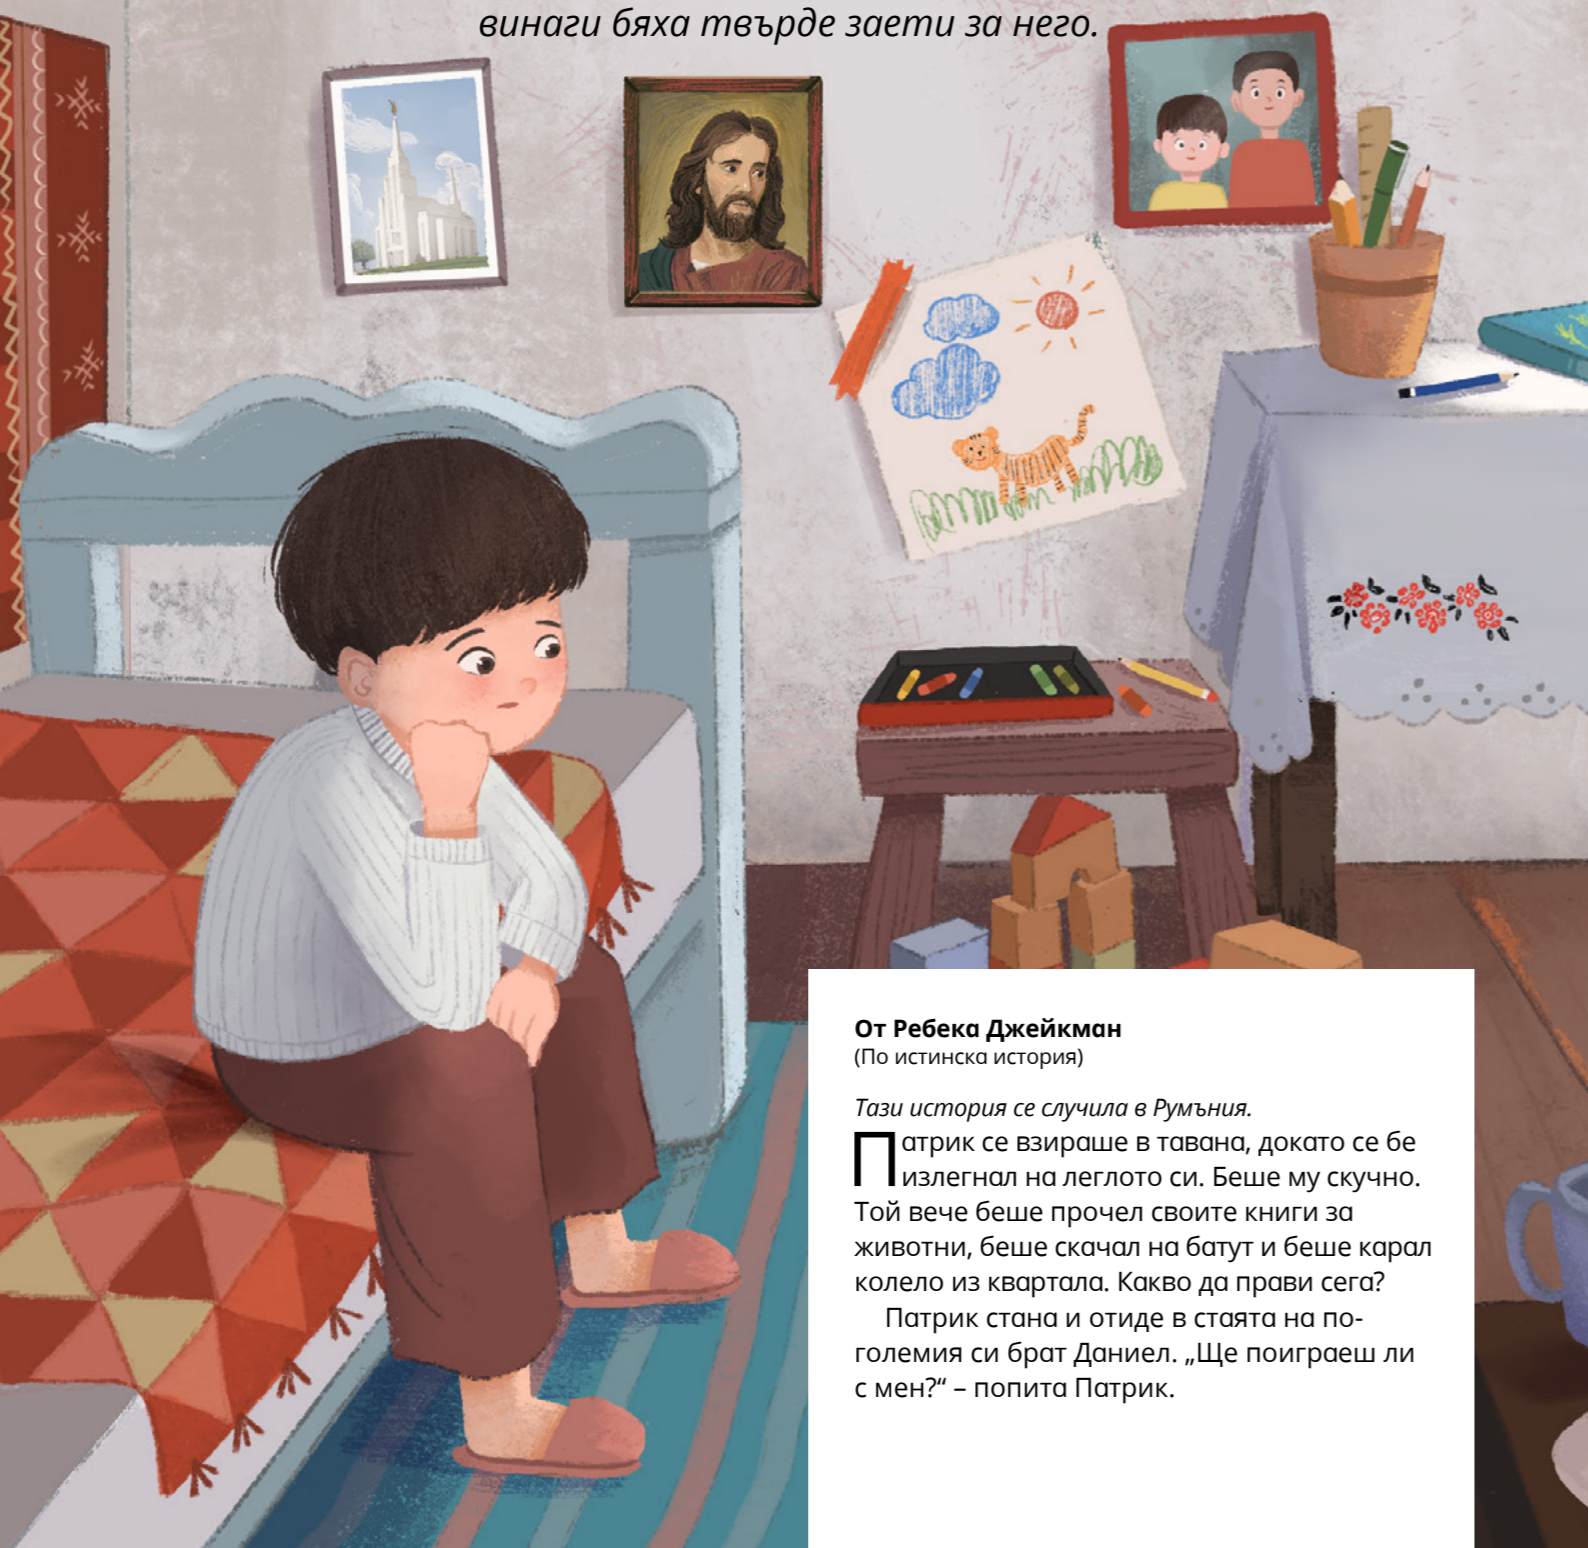 винаги бяха твърде заети за него.
От Ребека Джейкман
(По истинска история)
Тази история се случила в Румъния.
Патрик се взираше в тавана, докато се бе
излегнал на леглото си. Беше му скучно.
Той вече беше прочел своите книги за
животни, беше скачал на батут и беше карал
колело из квартала. Какво да прави сега?
Патрик стана и отиде в стаята на по-
големия си брат Даниел. „Ще поиграеш ли
с мен?“ – попита Патрик.